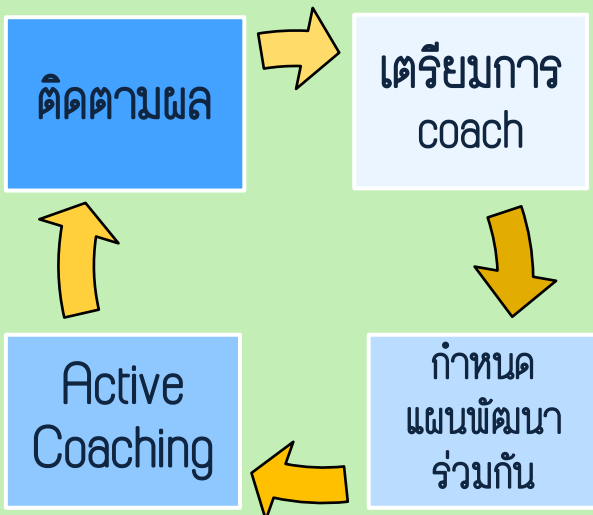 ติดตามผล
เตรียมการ
coach
กำหนด
แผนพัฒนา
ร่วมกัน
Active
Coaching